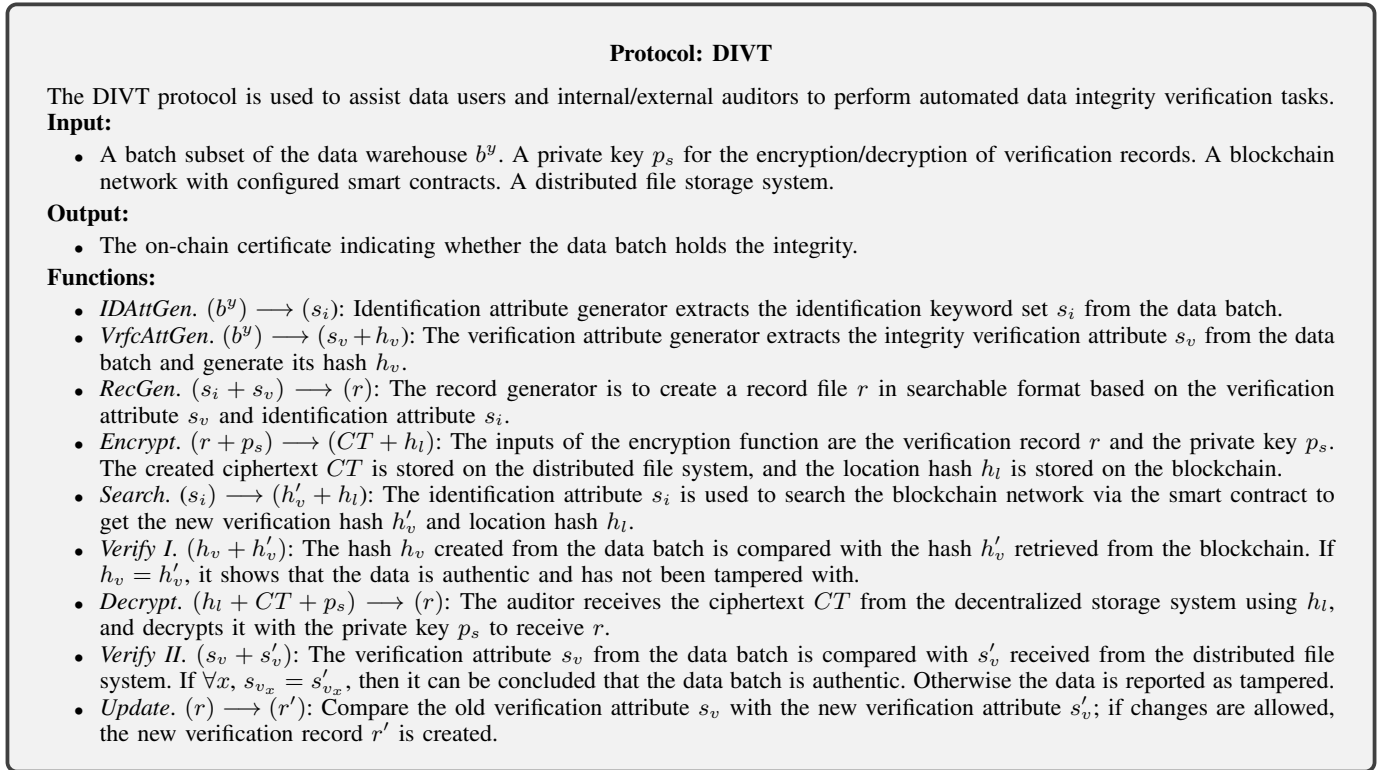 Protocol: DIVT
The DIVT protocol is used to assist data users and internal/external auditors to perform automated data integrity verification tasks.
Input:
• A batch subset of the data warehouse b^y. A private key p_s for the encryption/decryption of verification records. A blockchain
network with configured smart contracts. A distributed file storage system.
Output:
• The on-chain certificate indicating whether the data batch holds the integrity.
Functions:
• IDAttGen. (b^y) ⟶ (s_i): Identification attribute generator extracts the identification keyword set s_i from the data batch.
• VrfcAttGen. (b^y) ⟶ (s_v + h_v): The verification attribute generator extracts the integrity verification attribute s_v from the data
batch and generate its hash h_v.
• RecGen. (s_i + s_v) ⟶ (r): The record generator is to create a record file r in searchable format based on the verification
attribute s_v and identification attribute s_i.
• Encrypt. (r + p_s) ⟶ (CT + h_l): The inputs of the encryption function are the verification record r and the private key p_s.
The created ciphertext CT is stored on the distributed file system, and the location hash h_l is stored on the blockchain.
• Search. (s_i) ⟶ (h′_v + h_l): The identification attribute s_i is used to search the blockchain network via the smart contract to
get the new verification hash h′_v and location hash h_l.
• Verify I. (h_v + h′_v): The hash h_v created from the data batch is compared with the hash h′_v retrieved from the blockchain. If
h_v = h′_v, it shows that the data is authentic and has not been tampered with.
• Decrypt. (h_l + CT + p_s) ⟶ (r): The auditor receives the ciphertext CT from the decentralized storage system using h_l,
and decrypts it with the private key p_s to receive r.
• Verify II. (s_v + s′_v): The verification attribute s_v from the data batch is compared with s′_v received from the distributed file
system. If ∀x, s_{v_x} = s′_{v_x}, then it can be concluded that the data batch is authentic. Otherwise the data is reported as tampered.
• Update. (r) ⟶ (r′): Compare the old verification attribute s_v with the new verification attribute s′_v; if changes are allowed,
the new verification record r′ is created.